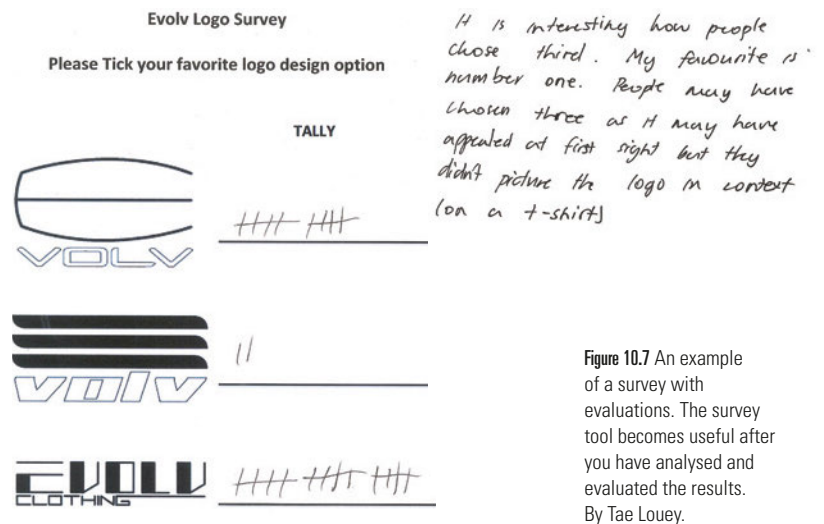 Evolv Logo Survey
Please Tick your favorite logo design option
TALLY
VOLV
volv
EVOLV
CLOTHING
It is interesting how people
chose third. My favourite is
number one. People may have
chosen three as it may have
appealed at first sight but they
didn't picture the logo in context
(on a t-shirt)
Figure 10.7 An example
of a survey with
evaluations. The survey
tool becomes useful after
you have analysed and
evaluated the results.
By Tae Louey.